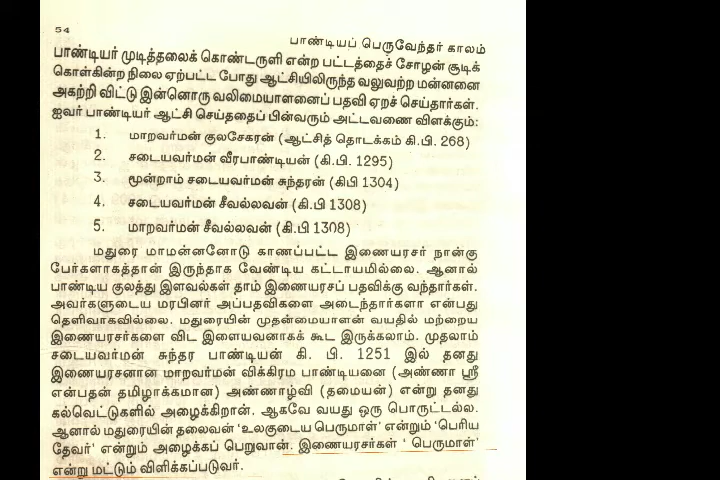 54
பாண்டியப் பெருவேந்தர் காலம்
பாண்டியர் முடித்தலைக் கொண்டருளி என்ற பட்டத்தைச் சோழன் சூடிக்
கொள்கின்ற நிலை ஏற்பட்ட போது ஆட்சியிலிருந்த வலுவற்ற மன்னனை
அகற்றி விட்டு இன்னொரு வலிமையாளனைப் பதவி ஏறச் செய்தார்கள்.
ஐவர் பாண்டியர் ஆட்சி செய்ததைப் பின்வரும் அட்டவணை விளக்கும்:
1. மாறவர்மன் குலசேகரன் (ஆட்சித் தொடக்கம் கி.பி. 268)
2. சடையவர்மன் வீரபாண்டியன் (கி.பி. 1295)
3. மூன்றாம் சடையவர்மன் சுந்தரன் (கிபி 1304)
4. சடையவர்மன் சீவல்லவன் (கி.பி 1308)
5. மாறவர்மன் சீவல்லவன் (கி.பி 1308)
மதுரை மாமன்னனோடு காணப்பட்ட இணையரசர் நான்கு
பேர்களாகத்தான் இருந்தாக வேண்டிய கட்டாயமில்லை. ஆனால்
பாண்டிய குலத்து இளவல்கள் தாம் இணையரசப் பதவிக்கு வந்தார்கள்.
அவர்களுடைய மரபினர் அப்பதவிகளை அடைந்தார்களா என்பது
தெளிவாகவில்லை. மதுரையின் முதன்மையாளன் வயதில் மற்றைய
இணையரசர்களை விட இளையவனாகக் கூட இருக்கலாம். முதலாம்
சடையவர்மன் சுந்தர பாண்டியன் கி. பி. 1251 இல் தனது
இணையரசனான மாறவர்மன் விக்கிரம பாண்டியனை (அண்ணா ஸ்ரீ
என்பதன் தமிழாக்கமான) அண்ணாழ்வி (தமையன்) என்று தனது
கல்வெட்டுகளில் அழைக்கிறான். ஆகவே வயது ஒரு பொருட்டல்ல.
ஆனால் மதுரையின் தலைவன் 'உலகுடைய பெருமாள்' என்றும் 'பெரிய
தேவர்' என்றும் அழைக்கப் பெறுவான். இணையரசர்கள் ' பெருமாள்'
என்று மட்டும் விளிக்கப்படுவர்.